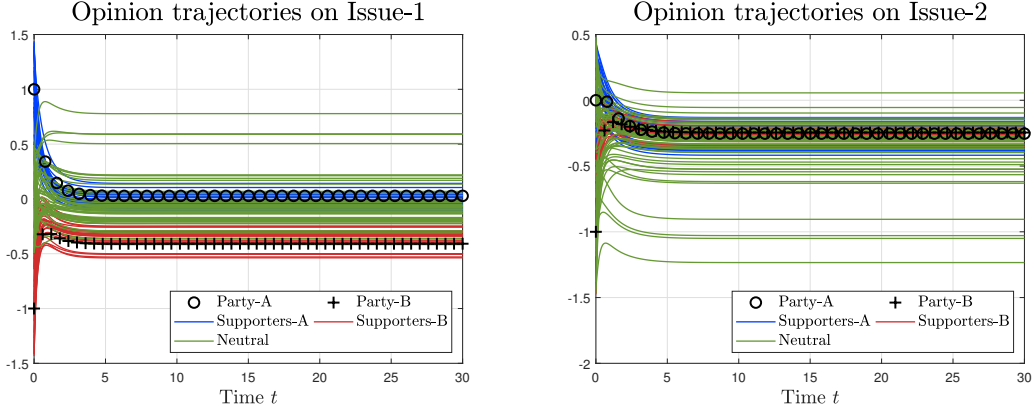 Opinion trajectories on Issue-1
1.5
1
0.5
0
-0.5
-1
-1.5
0 5 10 15 20 25 30
Time t
Party-A Party-B
Supporters-A Supporters-B
Neutral
Opinion trajectories on Issue-2
0.5
0
-0.5
-1
-1.5
-2
0 5 10 15 20 25 30
Time t
Party-A Party-B
Supporters-A Supporters-B
Neutral